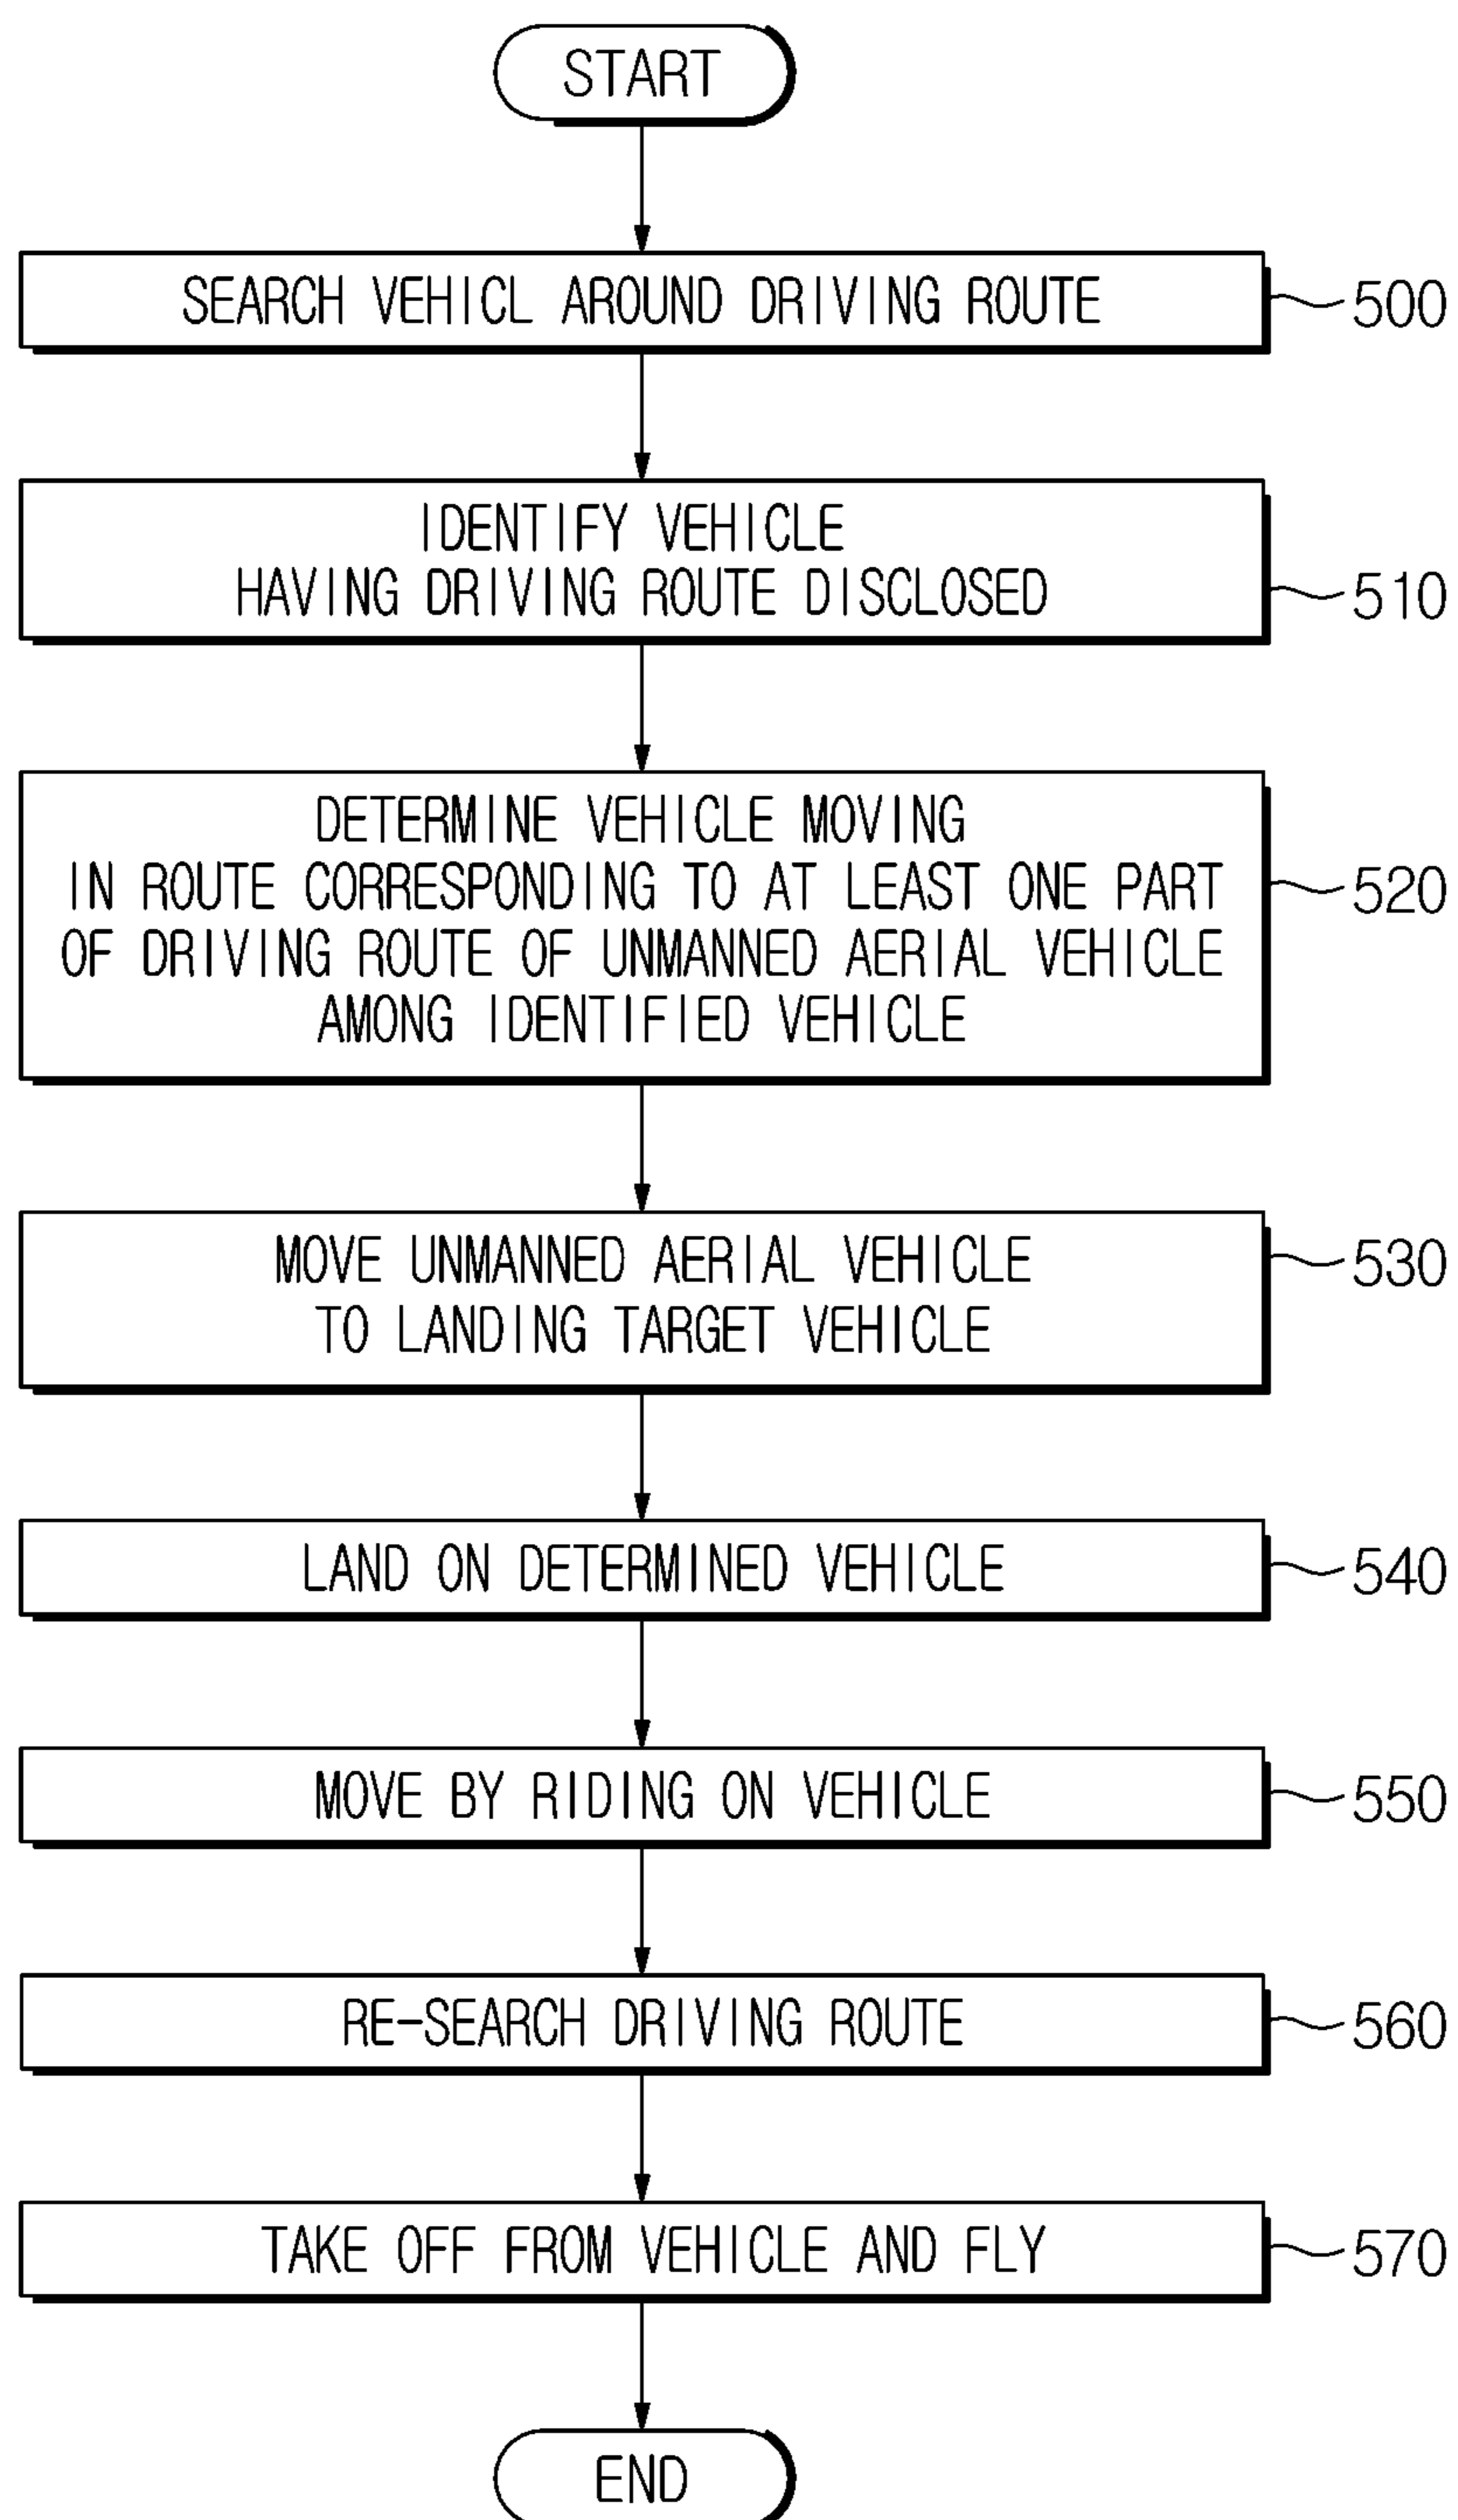 START
SEARCH VEHICL AROUND DRIVING ROUTE
500
IDENTIFY VEHICLE
HAVING DRIVING ROUTE DISCLOSED
510
DETERMINE VEHICLE MOVING
IN ROUTE CORRESPONDING TO AT LEAST ONE PART
OF DRIVING ROUTE OF UNMANNED AERIAL VEHICLE
AMONG IDENTIFIED VEHICLE
520
MOVE UNMANNED AERIAL VEHICLE
TO LANDING TARGET VEHICLE
530
LAND ON DETERMINED VEHICLE
540
MOVE BY RIDING ON VEHICLE
550
RE-SEARCH DRIVING ROUTE
560
TAKE OFF FROM VEHICLE AND FLY
570
END